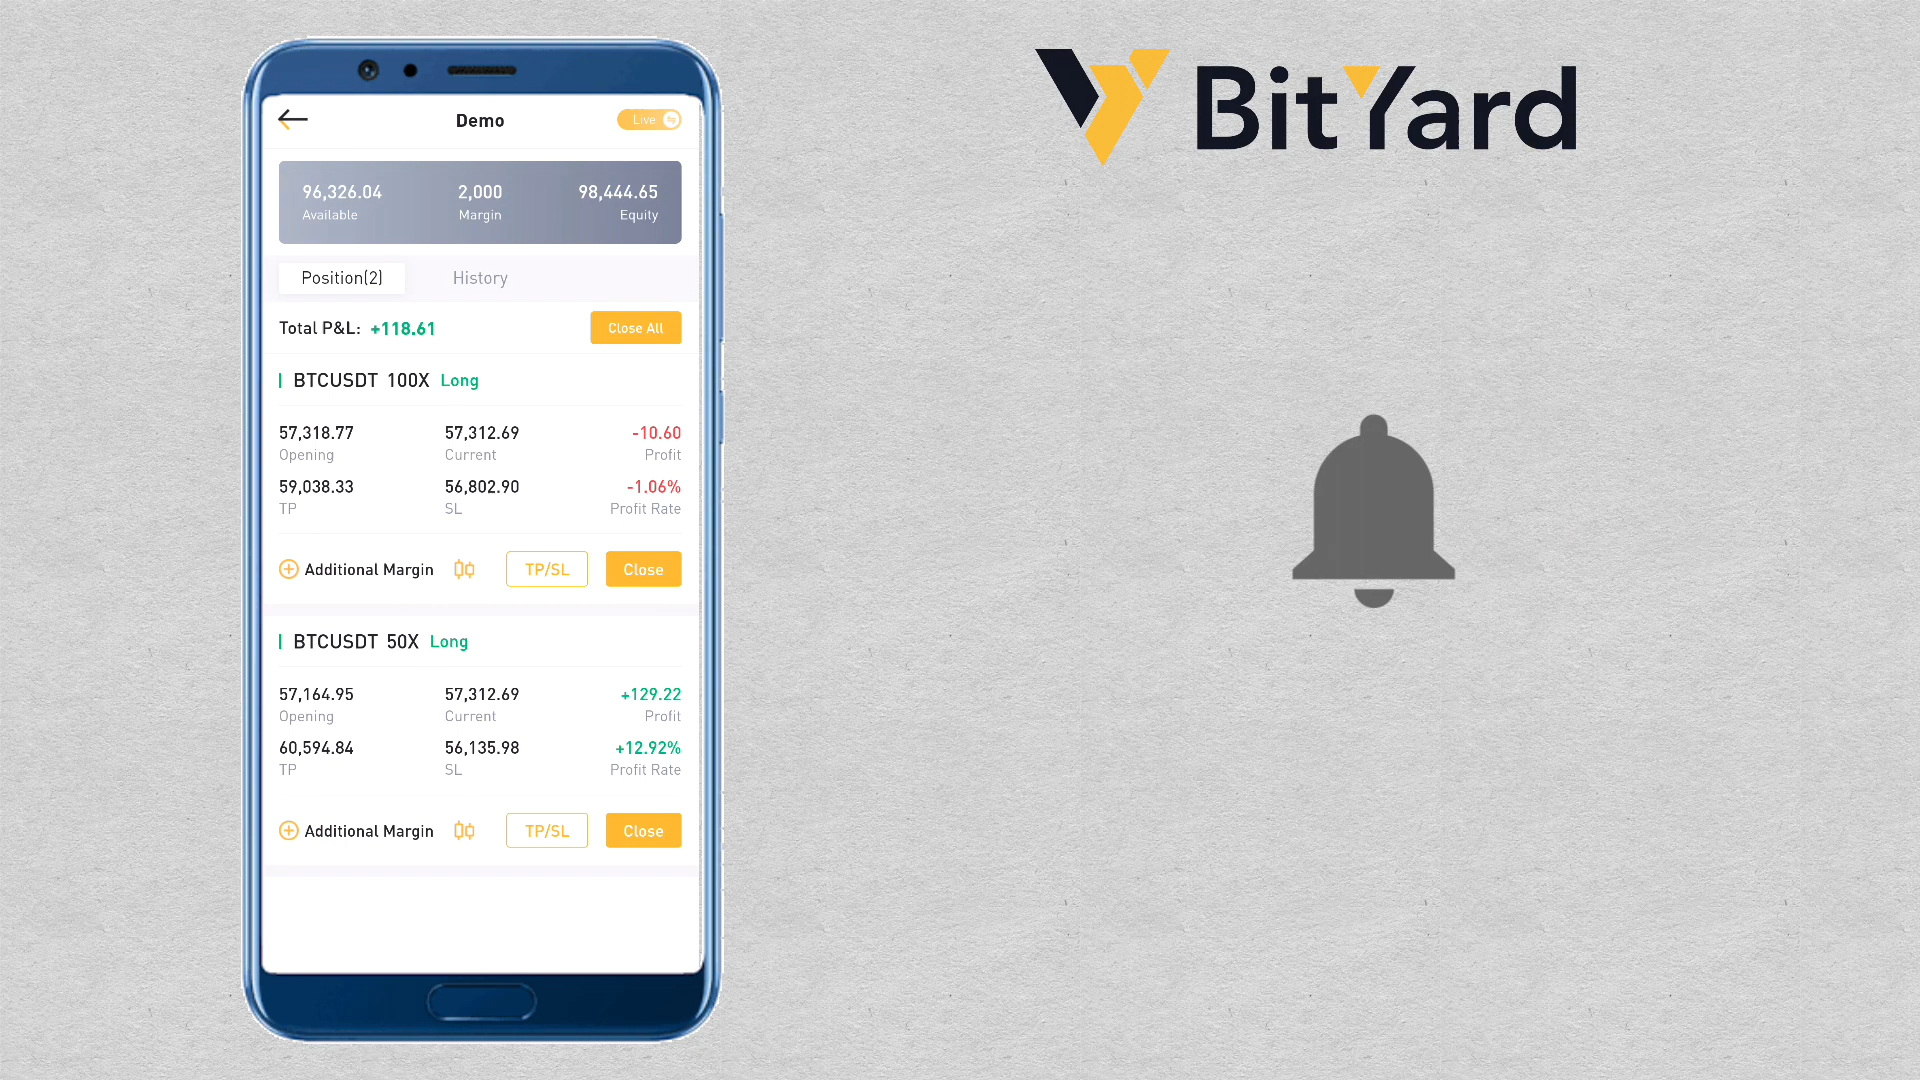 BitYard
Demo
Live
96,326.04 2,000 98,444.65
Available Margin Equity
Position(2) History
Total P&L: +118.61 Close All
BTCUSDT 100X Long
57,318.77 57,312.69 -10.60
Opening Current Profit
59,038.33 56,802.90 -1.06%
TP SL Profit Rate
Additional Margin TP/SL Close
BTCUSDT 50X Long
57,164.95 57,312.69 +129.22
Opening Current Profit
60,594.84 56,135.98 +12.92%
TP SL Profit Rate
Additional Margin TP/SL Close